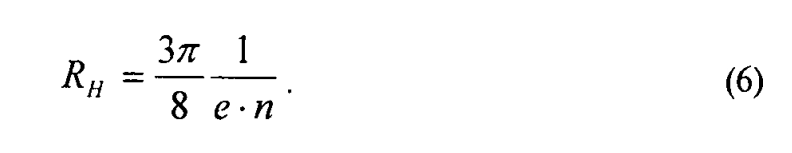 R_H = \frac{3\pi}{8} \frac{1}{e \cdot n} . (6)